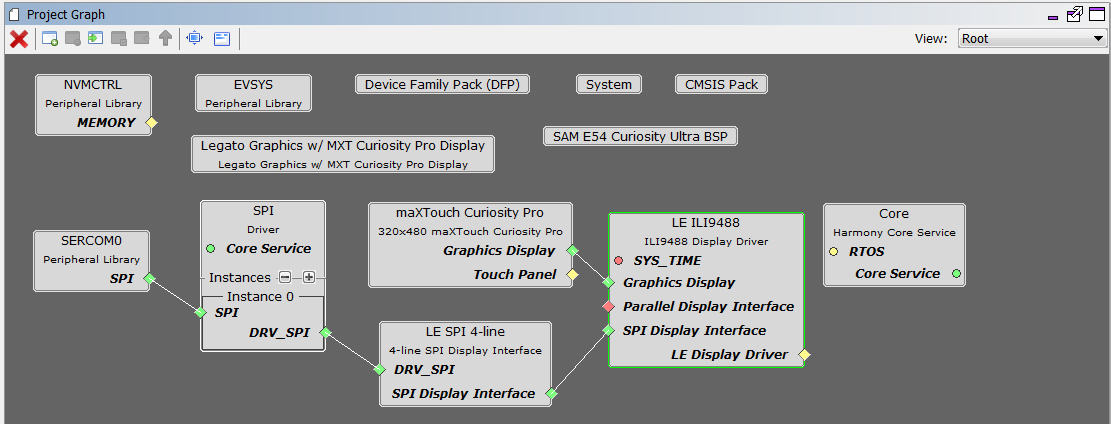 Project Graph
View:
Root
NVMCTRL
Peripheral Library
MEMORY
EVSYS
Peripheral Library
Device Family Pack (DFP)
System
CMSIS Pack
SAM E54 Curiosity Ultra BSP
Legato Graphics w/ MXT Curiosity Pro Display
Legato Graphics w/ MXT Curiosity Pro Display
SERCOM0
Peripheral Library
SPI
SPI
Driver
Core Service
Instances
Instance 0
SPI
DRV_SPI
maXTouch Curiosity Pro
320x480 maXTouch Curiosity Pro
Graphics Display
Touch Panel
LE SPI 4-line
4-line SPI Display Interface
DRV_SPI
SPI Display Interface
LE ILI9488
ILI9488 Display Driver
SYS_TIME
Graphics Display
Parallel Display Interface
SPI Display Interface
LE Display Driver
Core
Harmony Core Service
RTOS
Core Service